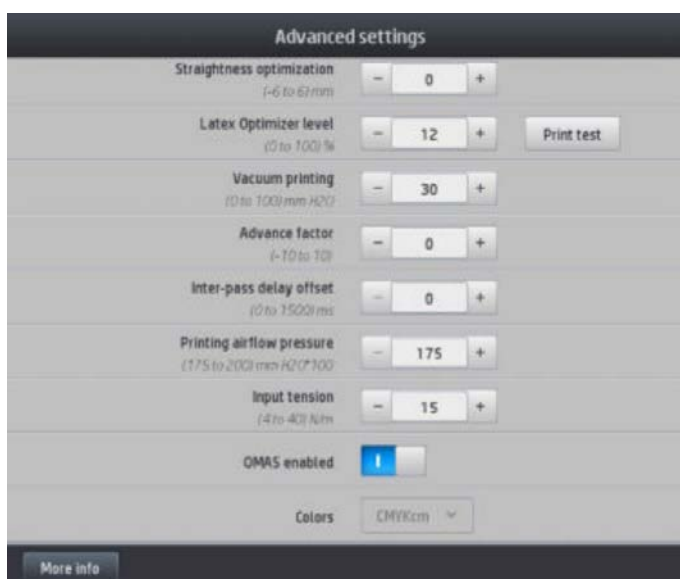 Advanced settings
Straightness optimization
(-6 to 6) mm
- 0 +
Latex Optimizer level
(0 to 100) %
- 12 + Print test
Vacuum printing
(0 to 100) mm H2O
- 30 +
Advance factor
(-10 to 10)
- 0 +
Inter-pass delay offset
(0 to 1500) ms
- 0 +
Printing airflow pressure
(175 to 200) mm H2O*100
- 175 +
Input tension
(4 to 40) N/m
- 15 +
OMAS enabled
Colors CMYKcm
More info